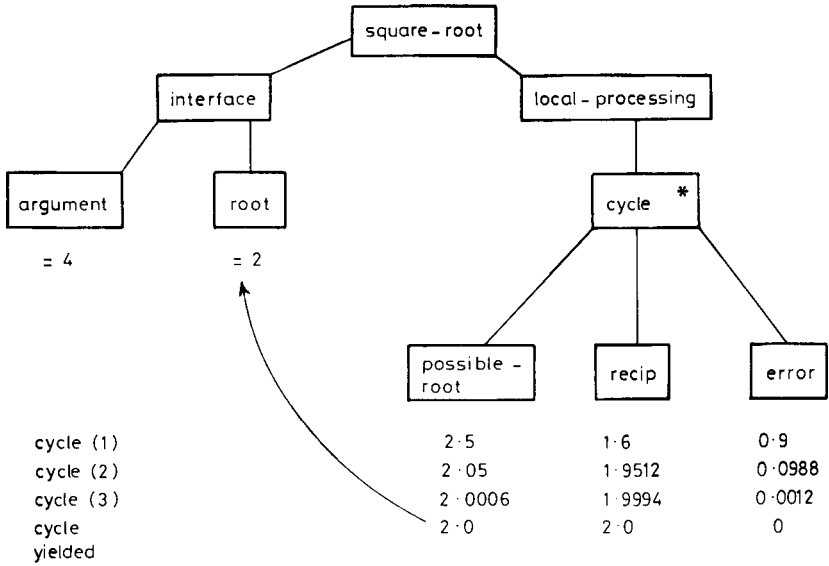 square-root
interface
local-processing
argument
root
cycle *
= 4
= 2
possible-
root
recip
error
cycle (1) 2·5 1·6 0·9
cycle (2) 2·05 1·9512 0·0988
cycle (3) 2·0006 1·9994 0·0012
cycle 2·0 2·0 0
yielded